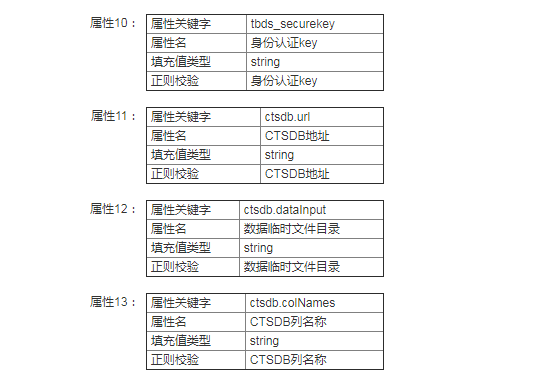 属性10： 属性关键字 tbds_securekey
属性名 身份认证key
填充值类型 string
正则校验 身份认证key
属性11： 属性关键字 ctsdb.url
属性名 CTSDB地址
填充值类型 string
正则校验 CTSDB地址
属性12： 属性关键字 ctsdb.dataInput
属性名 数据临时文件目录
填充值类型 string
正则校验 数据临时文件目录
属性13： 属性关键字 ctsdb.colNames
属性名 CTSDB列名称
填充值类型 string
正则校验 CTSDB列名称